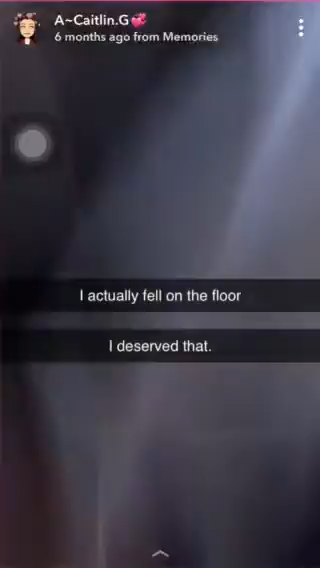 A~Caitlin.G💞
6 months ago from Memories
I actually fell on the floor
I deserved that.